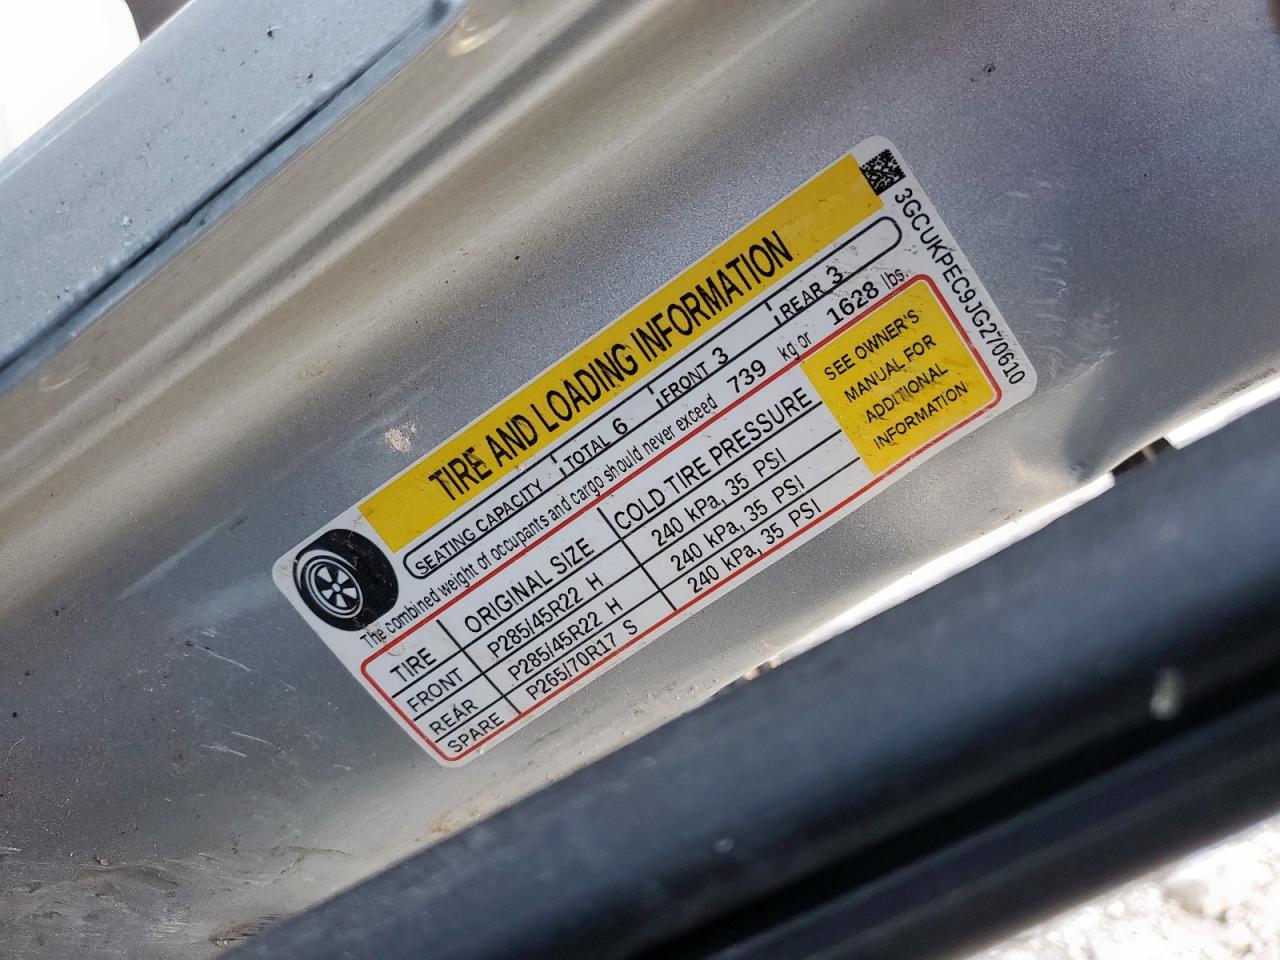 TIRE AND LOADING INFORMATION
3GCUKPEC9JG270610
SEATING CAPACITY TOTAL 6 FRONT 3 REAR 3
The combined weight of occupants and cargo should never exceed 739 kg or 1628 lbs.
TIRE ORIGINAL SIZE COLD TIRE PRESSURE
FRONT P285/45R22 H 240 kPa, 35 PSI
REAR P285/45R22 H 240 kPa, 35 PSI
SPARE P265/70R17 S 240 kPa, 35 PSI
SEE OWNER'S
MANUAL FOR
ADDITIONAL
INFORMATION